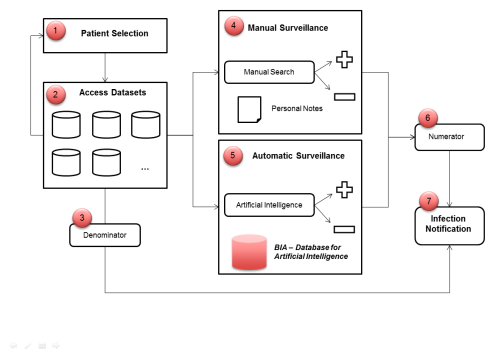 1
Patient Selection
2
Access Datasets
...
3
Denominator
4
Manual Surveillance
Manual Search
Personal Notes
5
Automatic Surveillance
Artificial Intelligence
BIA – Database for
Artificial Intelligence
6
Numerator
7
Infection
Notification